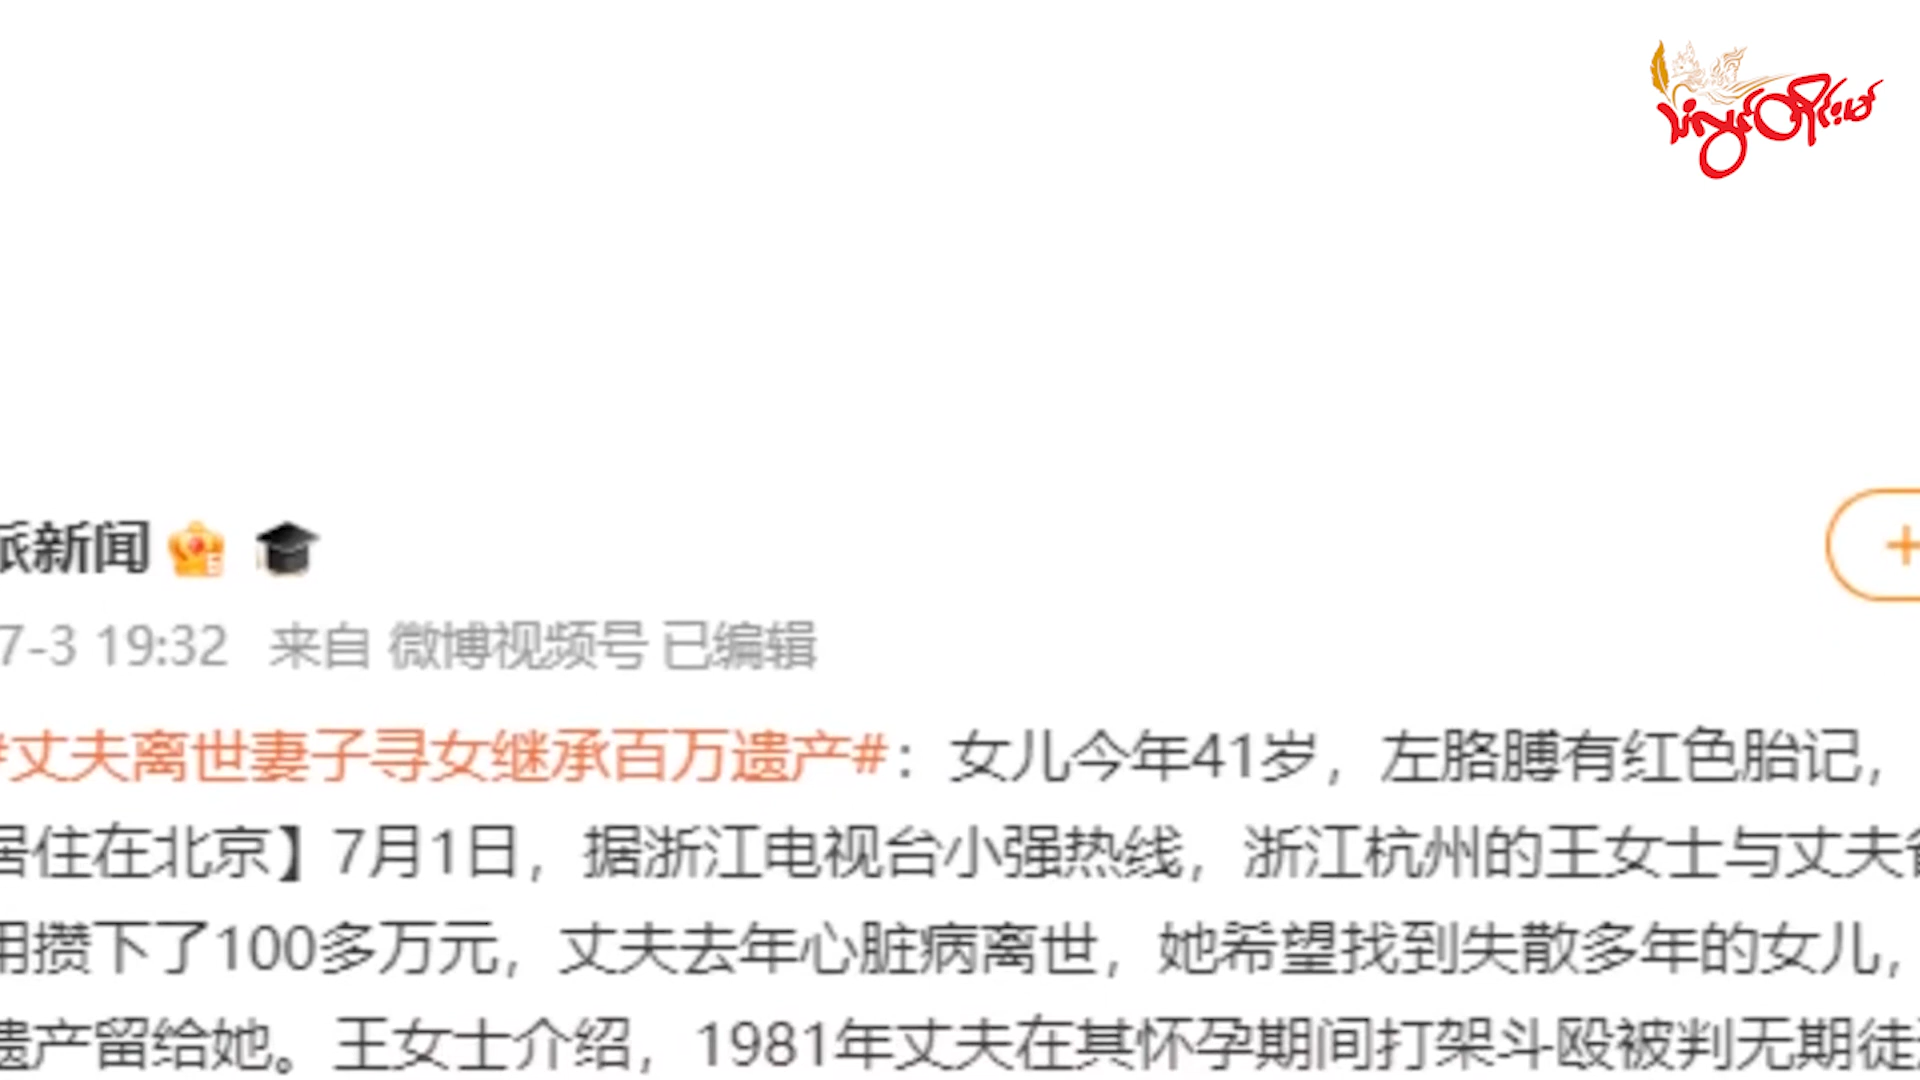 派新闻
7-3 19:32 来自 微博视频号 已编辑
#丈夫离世妻子寻女继承百万遗产#：女儿今年41岁，左胳膊有红色胎记，
居住在北京】7月1日，据浙江电视台小强热线，浙江杭州的王女士与丈夫省
用攒下了100多万元，丈夫去年心脏病离世，她希望找到失散多年的女儿，
遗产留给她。王女士介绍，1981年丈夫在其怀孕期间打架斗殴被判无期徒